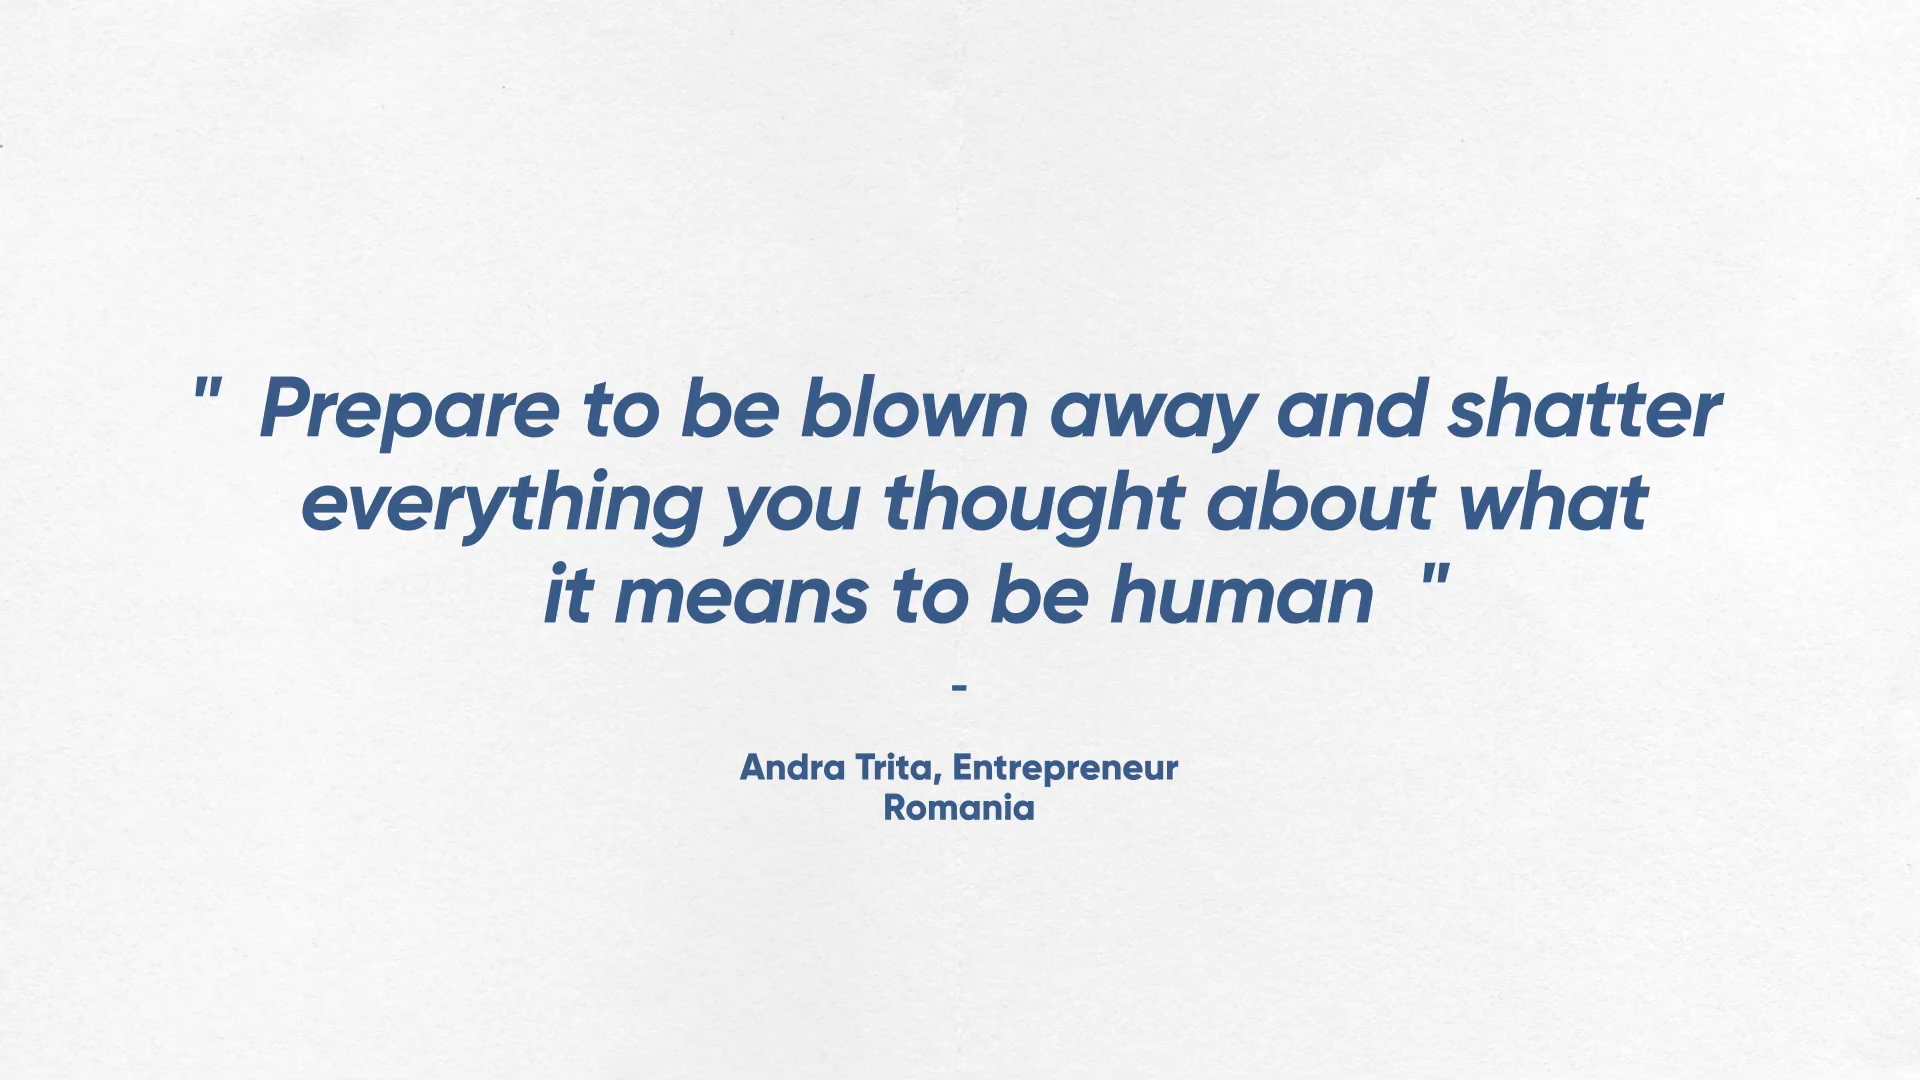 " Prepare to be blown away and shatter
everything you thought about what
it means to be human "
-
Andra Trita, Entrepreneur
Romania